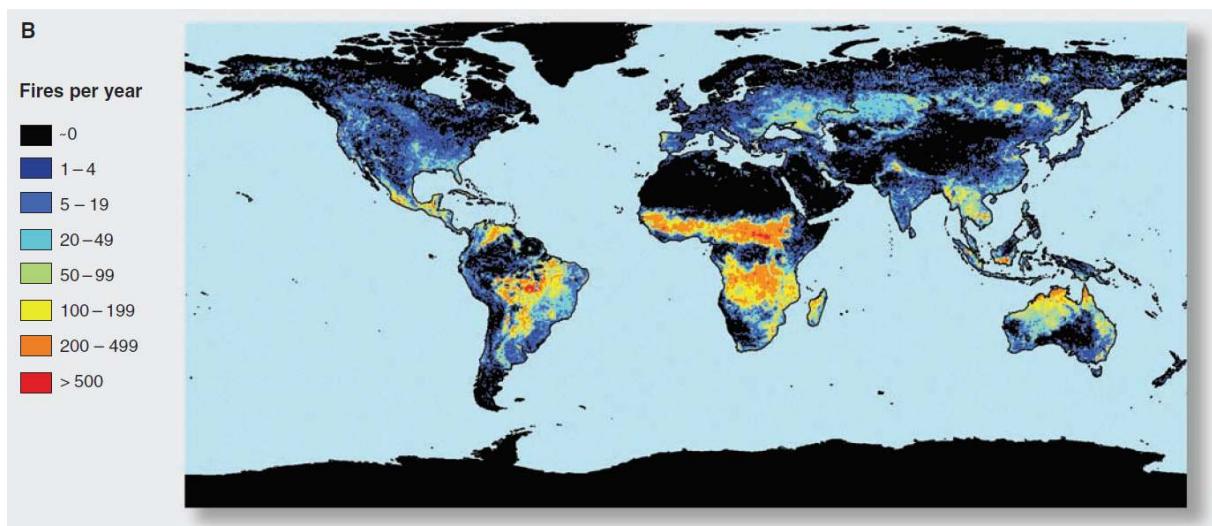 B
Fires per year
~0
1 – 4
5 – 19
20 – 49
50 – 99
100 – 199
200 – 499
> 500